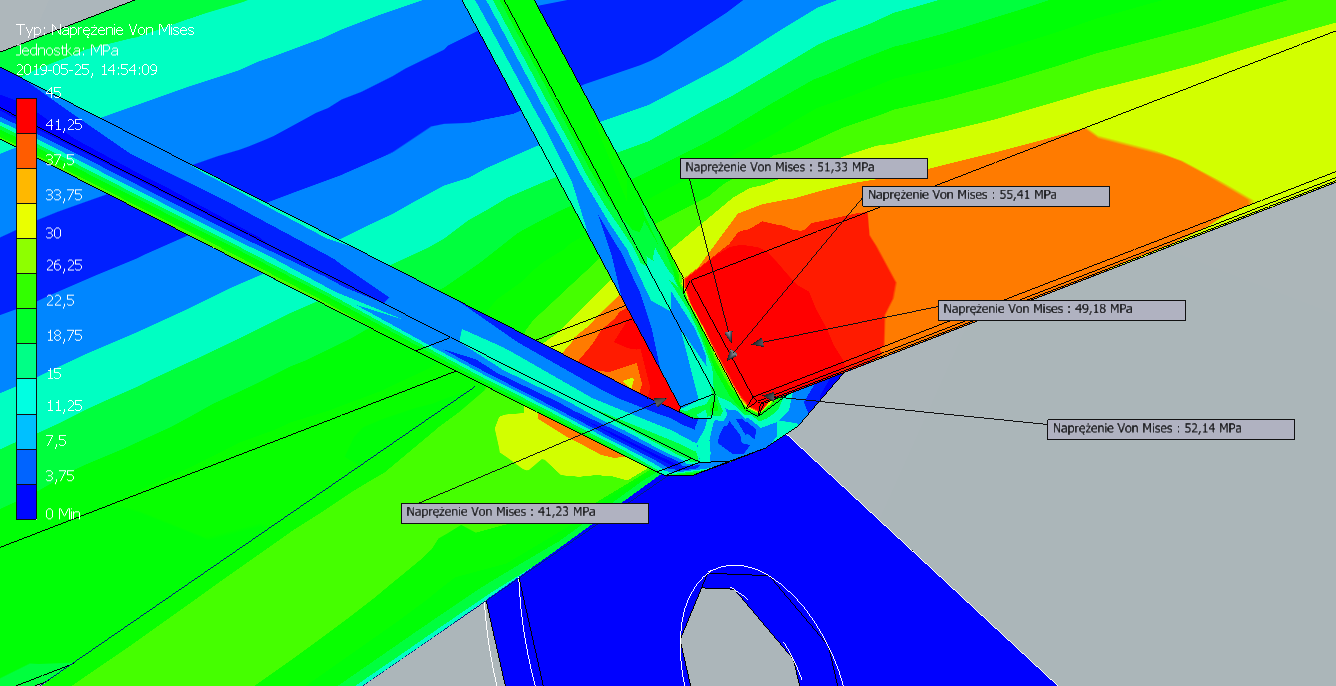 Typ: Naprężenie Von Mises
Jednostka: MPa
2019-05-25, 14:54:09
45
41,25
37,5
33,75
30
26,25
22,5
18,75
15
11,25
7,5
3,75
0 Min
Naprężenie Von Mises : 51,33 MPa
Naprężenie Von Mises : 55,41 MPa
Naprężenie Von Mises : 49,18 MPa
Naprężenie Von Mises : 52,14 MPa
Naprężenie Von Mises : 41,23 MPa